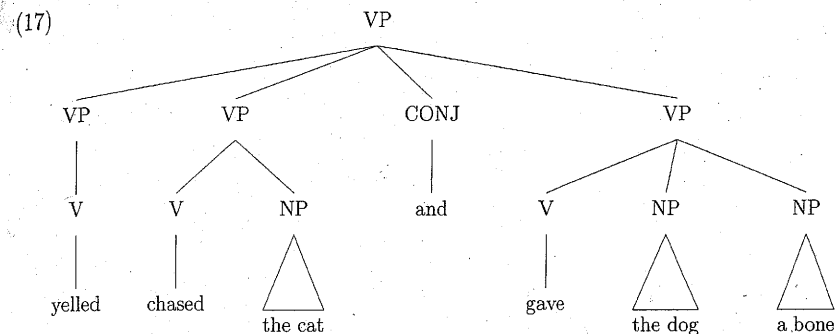 (17) VP
VP VP CONJ VP
V V NP and V NP NP
yelled chased gave
the cat the dog a bone